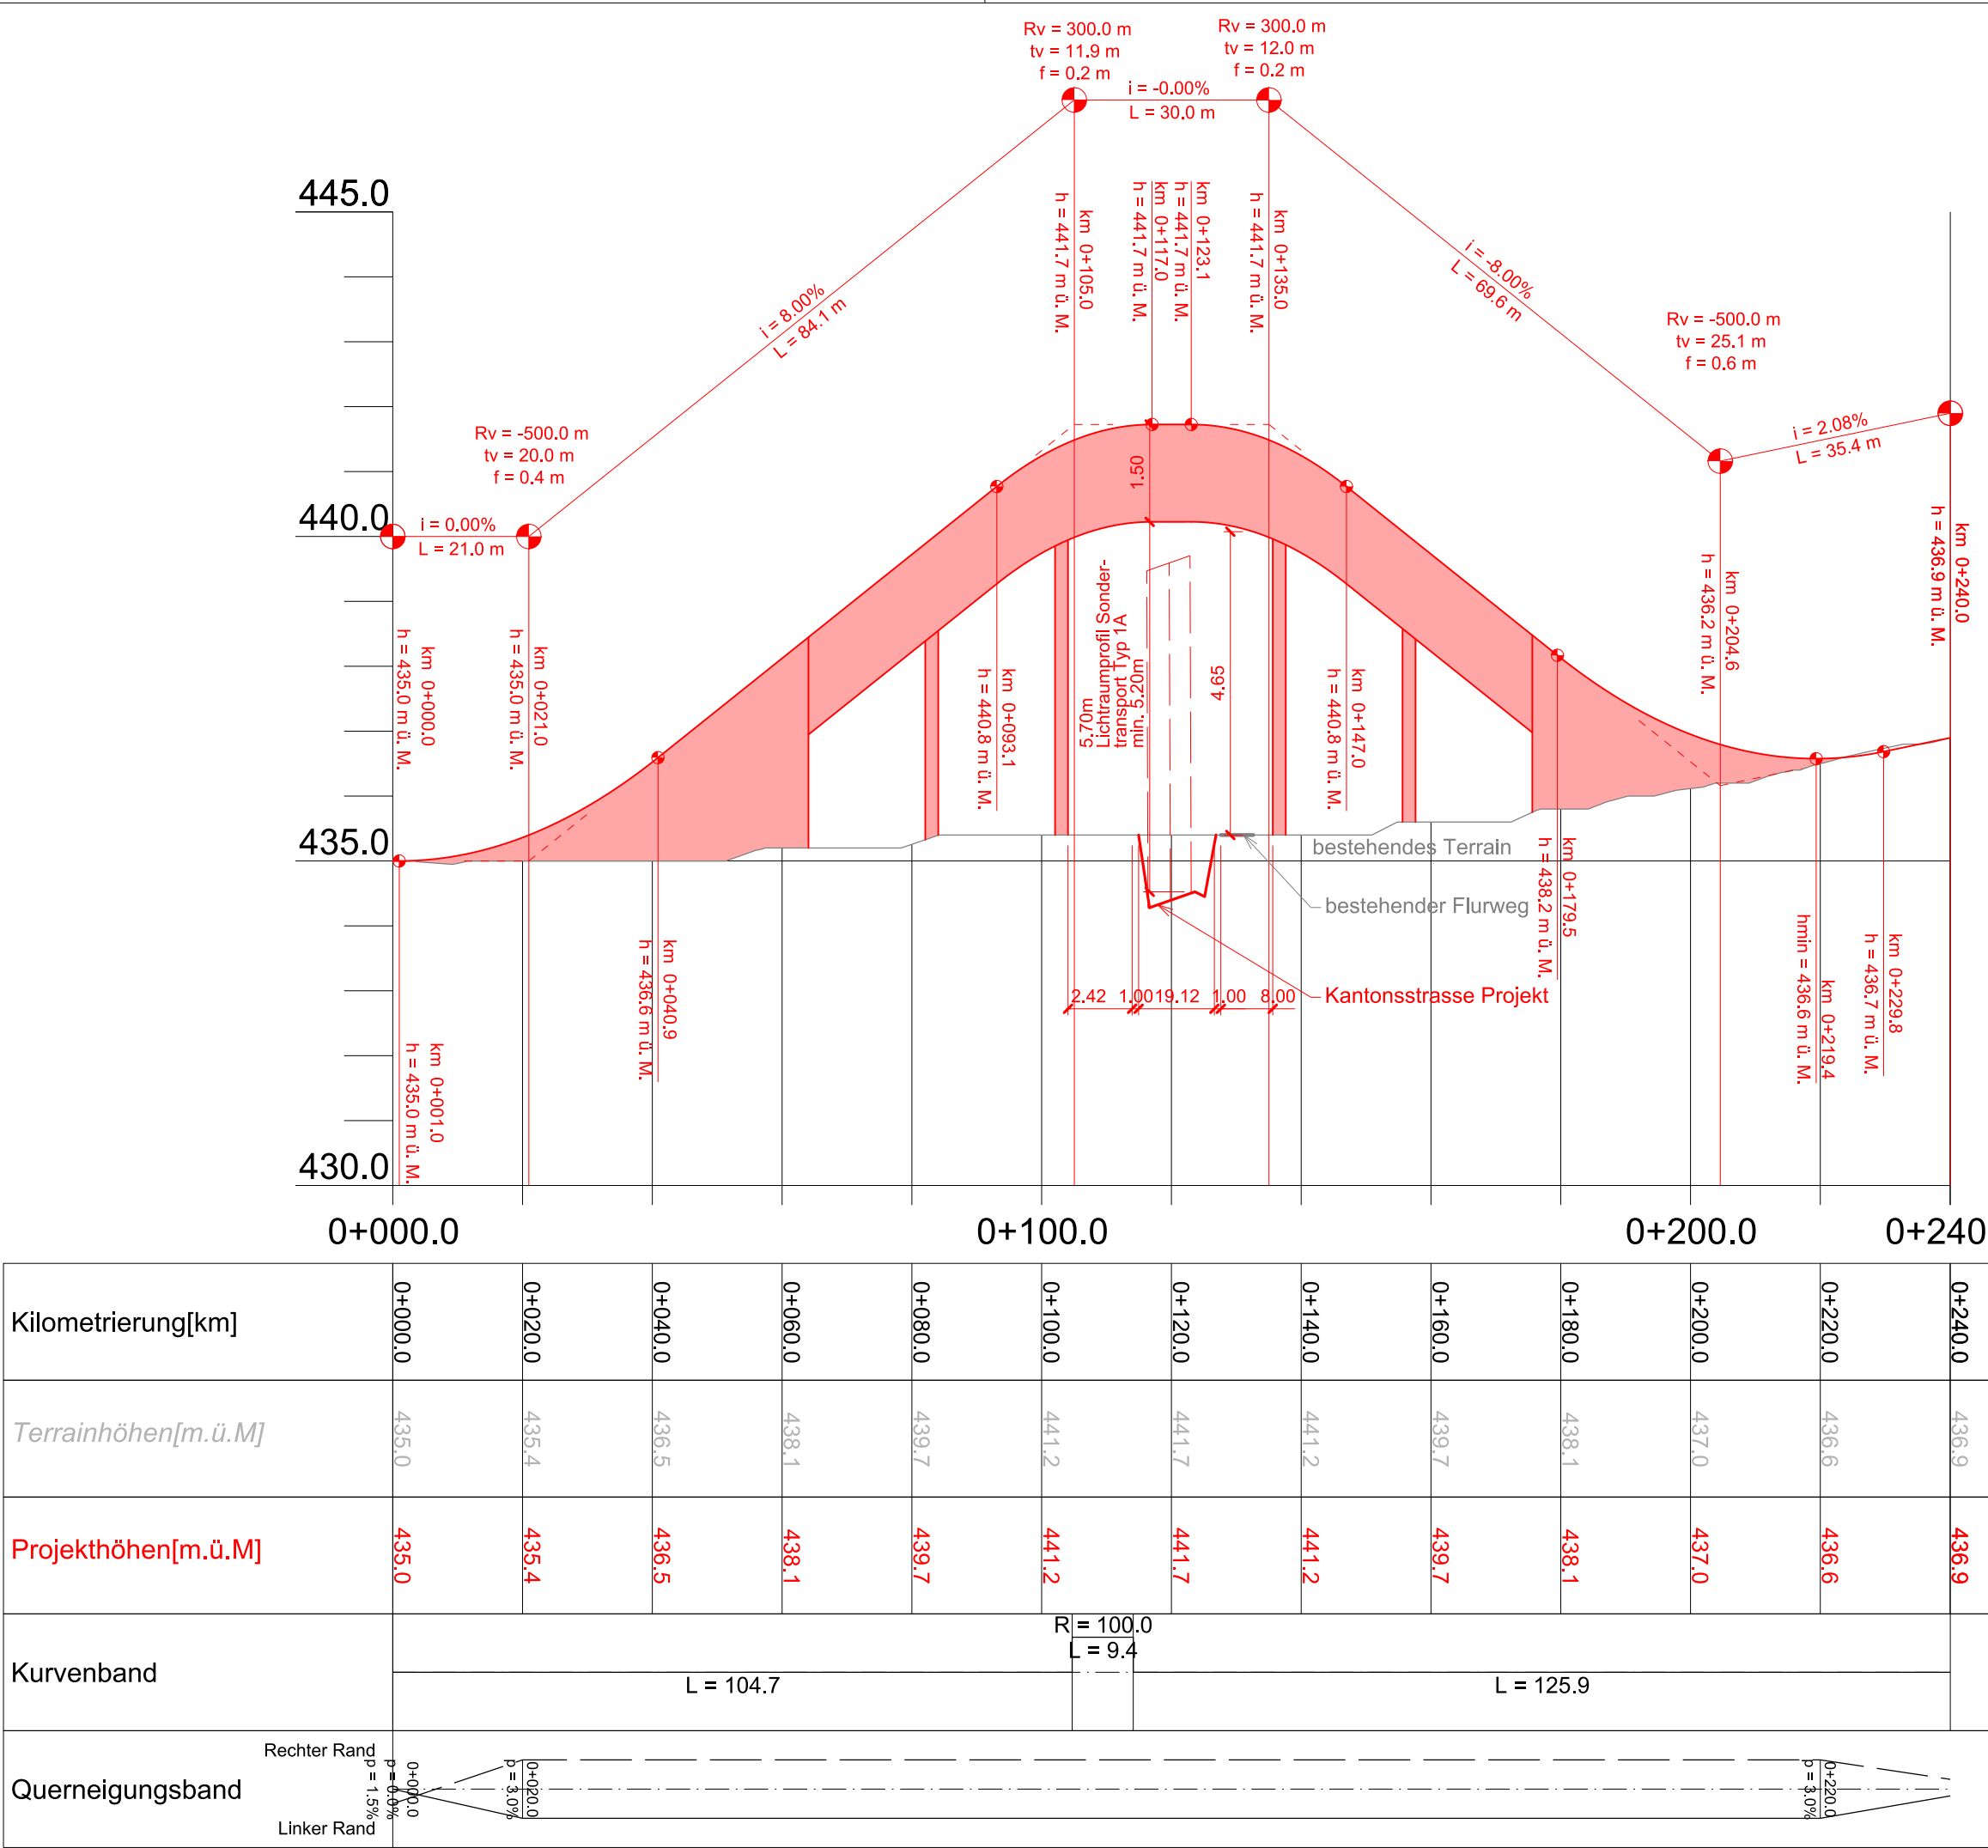 Rv = 300.0 m
tv = 11.9 m
f = 0.2 m
Rv = 300.0 m
tv = 12.0 m
f = 0.2 m
i = -0.00%
L = 30.0 m
445.0
440.0
435.0
430.0
i = 8.00%
L = 84.1 m
i = -8.00%
L = 69.6 m
Rv = -500.0 m
tv = 25.1 m
f = 0.6 m
i = 2.08%
L = 35.4 m
Rv = -500.0 m
tv = 20.0 m
f = 0.4 m
i = 0.00%
L = 21.0 m
km 0+000.0
h = 435.0 m ü. M.
km 0+001.0
h = 435.0 m ü. M.
km 0+021.0
h = 435.0 m ü. M.
km 0+040.9
h = 436.6 m ü. M.
km 0+093.1
h = 440.8 m ü. M.
km 0+105.0
h = 441.7 m ü. M.
km 0+117.0
h = 441.7 m ü. M.
km 0+123.1
h = 441.7 m ü. M.
km 0+135.0
h = 441.7 m ü. M.
km 0+147.0
h = 440.8 m ü. M.
km 0+179.5
h = 438.2 m ü. M.
km 0+204.6
h = 436.2 m ü. M.
km 0+219.4
hmin = 436.6 m ü. M.
km 0+229.8
h = 436.7 m ü. M.
km 0+240.0
h = 436.9 m ü. M.
1.50
4.65
Lichtraumprofil Sonder-
transport Typ 1A
min. 5.20m
5.70m
bestehendes Terrain
bestehender Flurweg
Kantonsstrasse Projekt
2.42 1.00 19.12 1.00 8.00
0+000.0 0+100.0 0+200.0 0+240
Kilometrierung[km] 0+000.0 0+020.0 0+040.0 0+060.0 0+080.0 0+100.0 0+120.0 0+140.0 0+160.0 0+180.0 0+200.0 0+220.0 0+240.0
Terrainhöhen[m.ü.M] 435.0 435.4 436.5 438.1 439.7 441.2 441.7 441.2 439.7 438.1 437.0 436.6 436.9
Projekthöhen[m.ü.M] 435.0 435.4 436.5 438.1 439.7 441.2 441.7 441.2 439.7 438.1 437.0 436.6 436.9
Kurvenband
R = 100.0
L = 9.4
L = 104.7
L = 125.9
Querneigungsband
Rechter Rand
Linker Rand
0+000.0
p = 0.0%
p = 1.5%
0+020.0
p = 3.0%
0+220.0
p = 3.0%